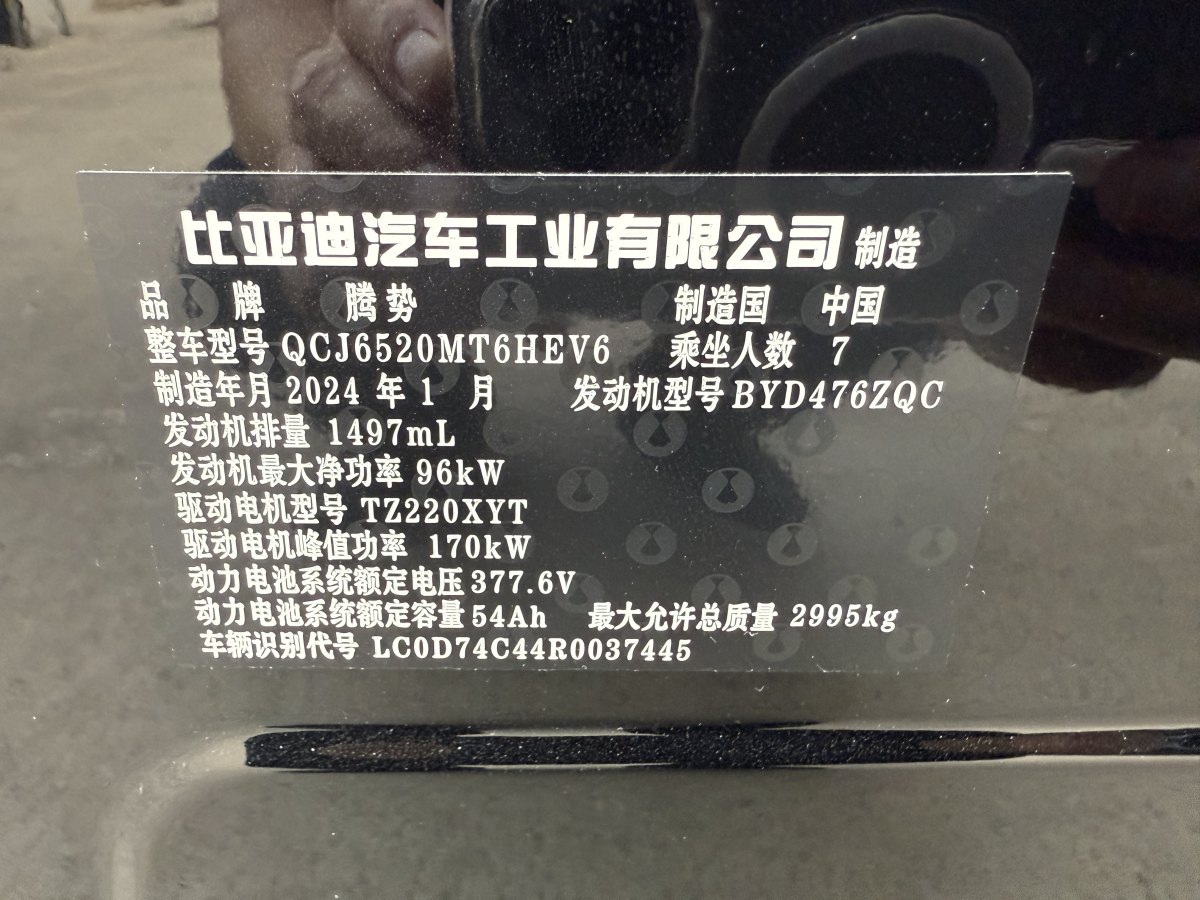 比亚迪汽车工业有限公司 制造
品 牌 腾势 制造国 中国
整车型号 QCJ6520MT6HEV6 乘坐人数 7
制造年月 2024 年 1 月 发动机型号 BYD476ZQC
发动机排量 1497mL
发动机最大净功率 96kW
驱动电机型号 TZ220XYT
驱动电机峰值功率 170kW
动力电池系统额定电压 377.6V
动力电池系统额定容量 54Ah 最大允许总质量 2995kg
车辆识别代号 LC0D74C44R0037445